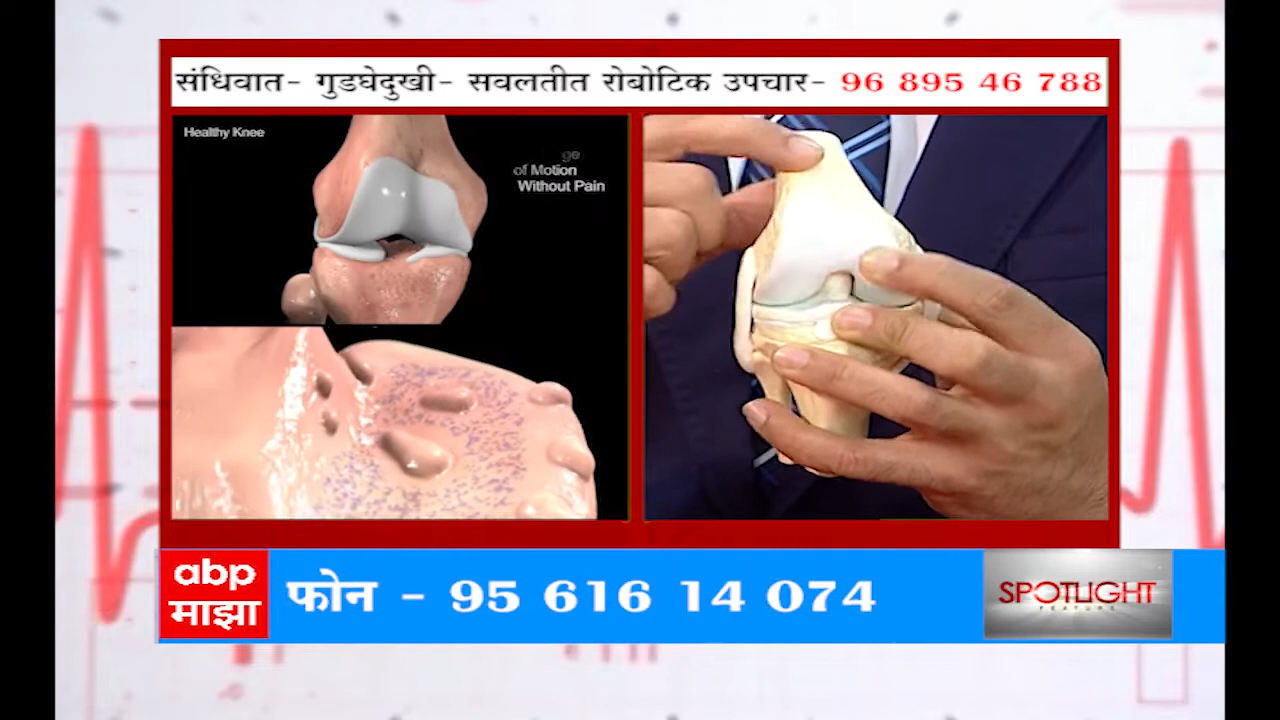 संधिवात- गुडघेदुखी- सवलतीत रोबोटिक उपचार- 96 895 46 788
Healthy Knee
of Motion
Without Pain
abp
माझा
फोन - 95 616 14 074
SPOTLIGHT
FEATURE